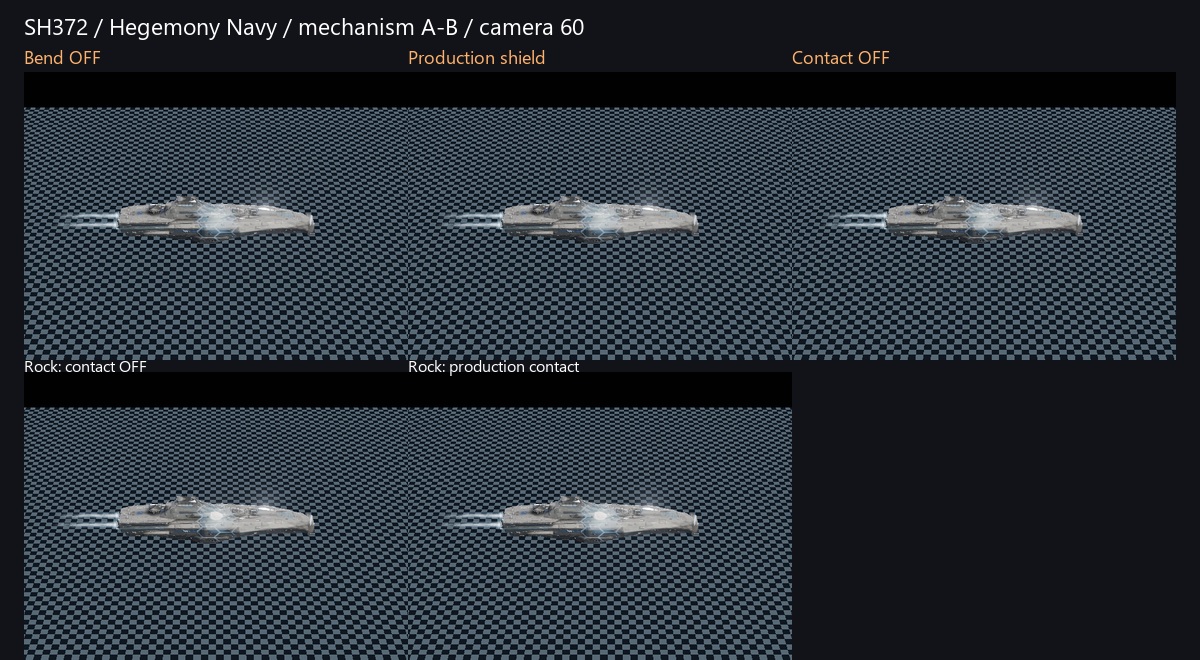 SH372 / Hegemony Navy / mechanism A-B / camera 60
Bend OFF
Production shield
Contact OFF
Rock: contact OFF
Rock: production contact